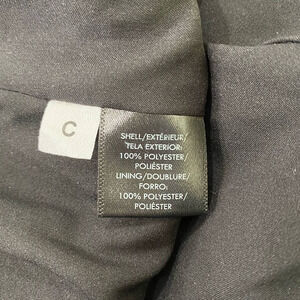 C
SHELL/EXTÉRIEUR/
TELA EXTERIOR:
100% POLYESTER/
POLIÉSTER
LINING/DOUBLURE/
FORRO:
100% POLYESTER/
POLIÉSTER